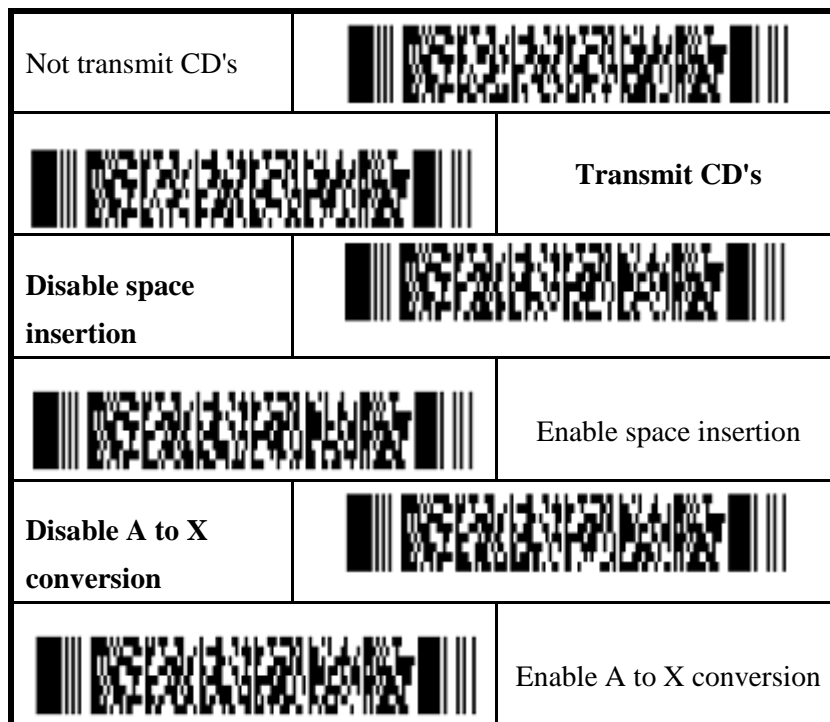 Not transmit CD's
Transmit CD's
Disable space
insertion
Enable space insertion
Disable A to X
conversion
Enable A to X conversion